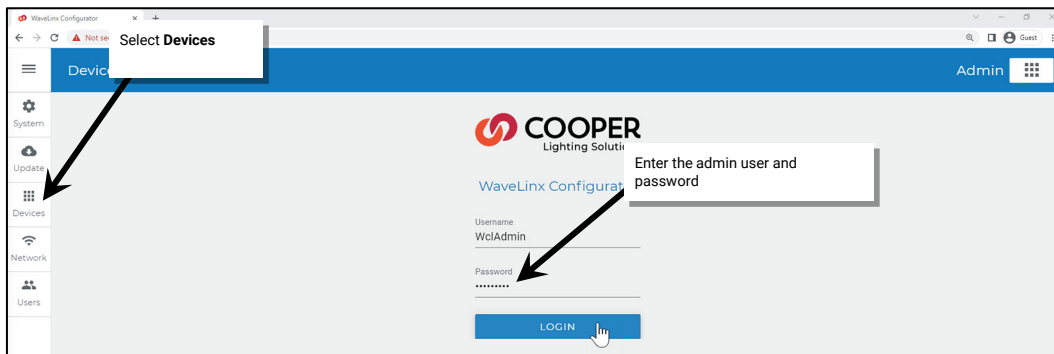 WaveLinx Configurator
Not se
Guest
Select Devices
Devic
Admin
System
Update
Devices
Network
Users
COOPER
Lighting Soluti
WaveLinx Configurat
Enter the admin user and
password
Username
WclAdmin
Password
•••••••••
LOGIN